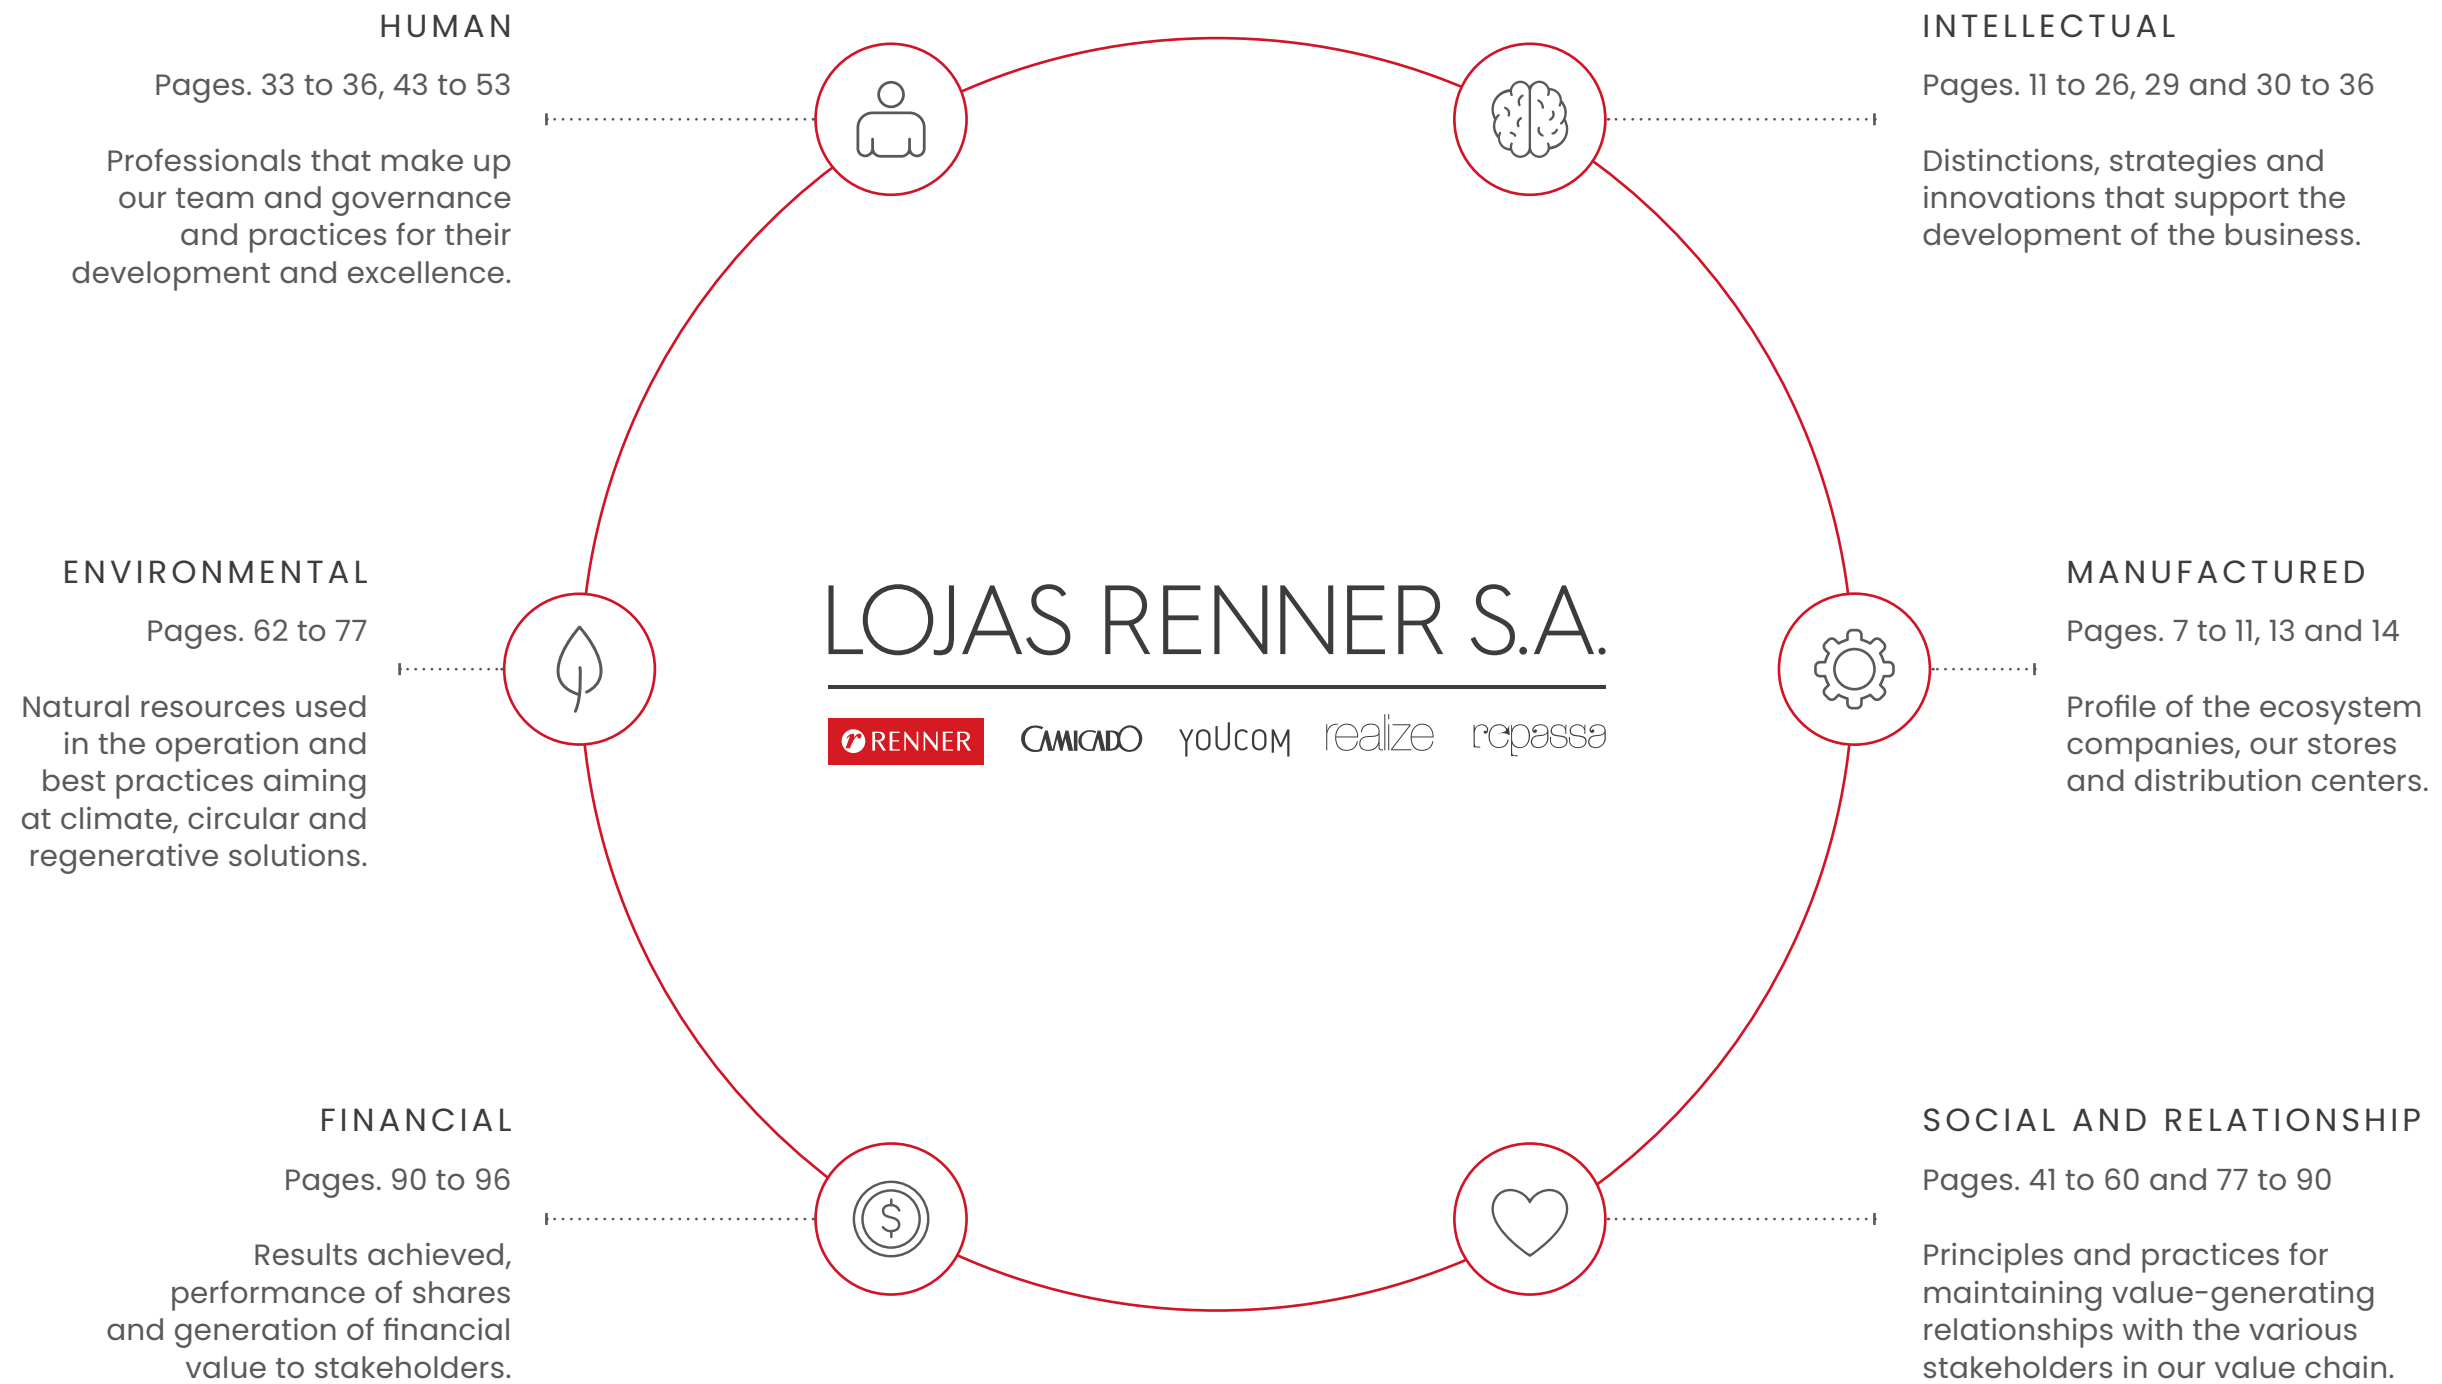 HUMAN
Pages. 33 to 36, 43 to 53
Professionals that make up
our team and governance
and practices for their
development and excellence.
INTELLECTUAL
Pages. 11 to 26, 29 and 30 to 36
Distinctions, strategies and
innovations that support the
development of the business.
ENVIRONMENTAL
Pages. 62 to 77
Natural resources used
in the operation and
best practices aiming
at climate, circular and
regenerative solutions.
LOJAS RENNER S.A.
r RENNER CAMICADO YOUCOM realize repassa
MANUFACTURED
Pages. 7 to 11, 13 and 14
Profile of the ecosystem
companies, our stores
and distribution centers.
FINANCIAL
Pages. 90 to 96
Results achieved,
performance of shares
and generation of financial
value to stakeholders.
$
SOCIAL AND RELATIONSHIP
Pages. 41 to 60 and 77 to 90
Principles and practices for
maintaining value-generating
relationships with the various
stakeholders in our value chain.